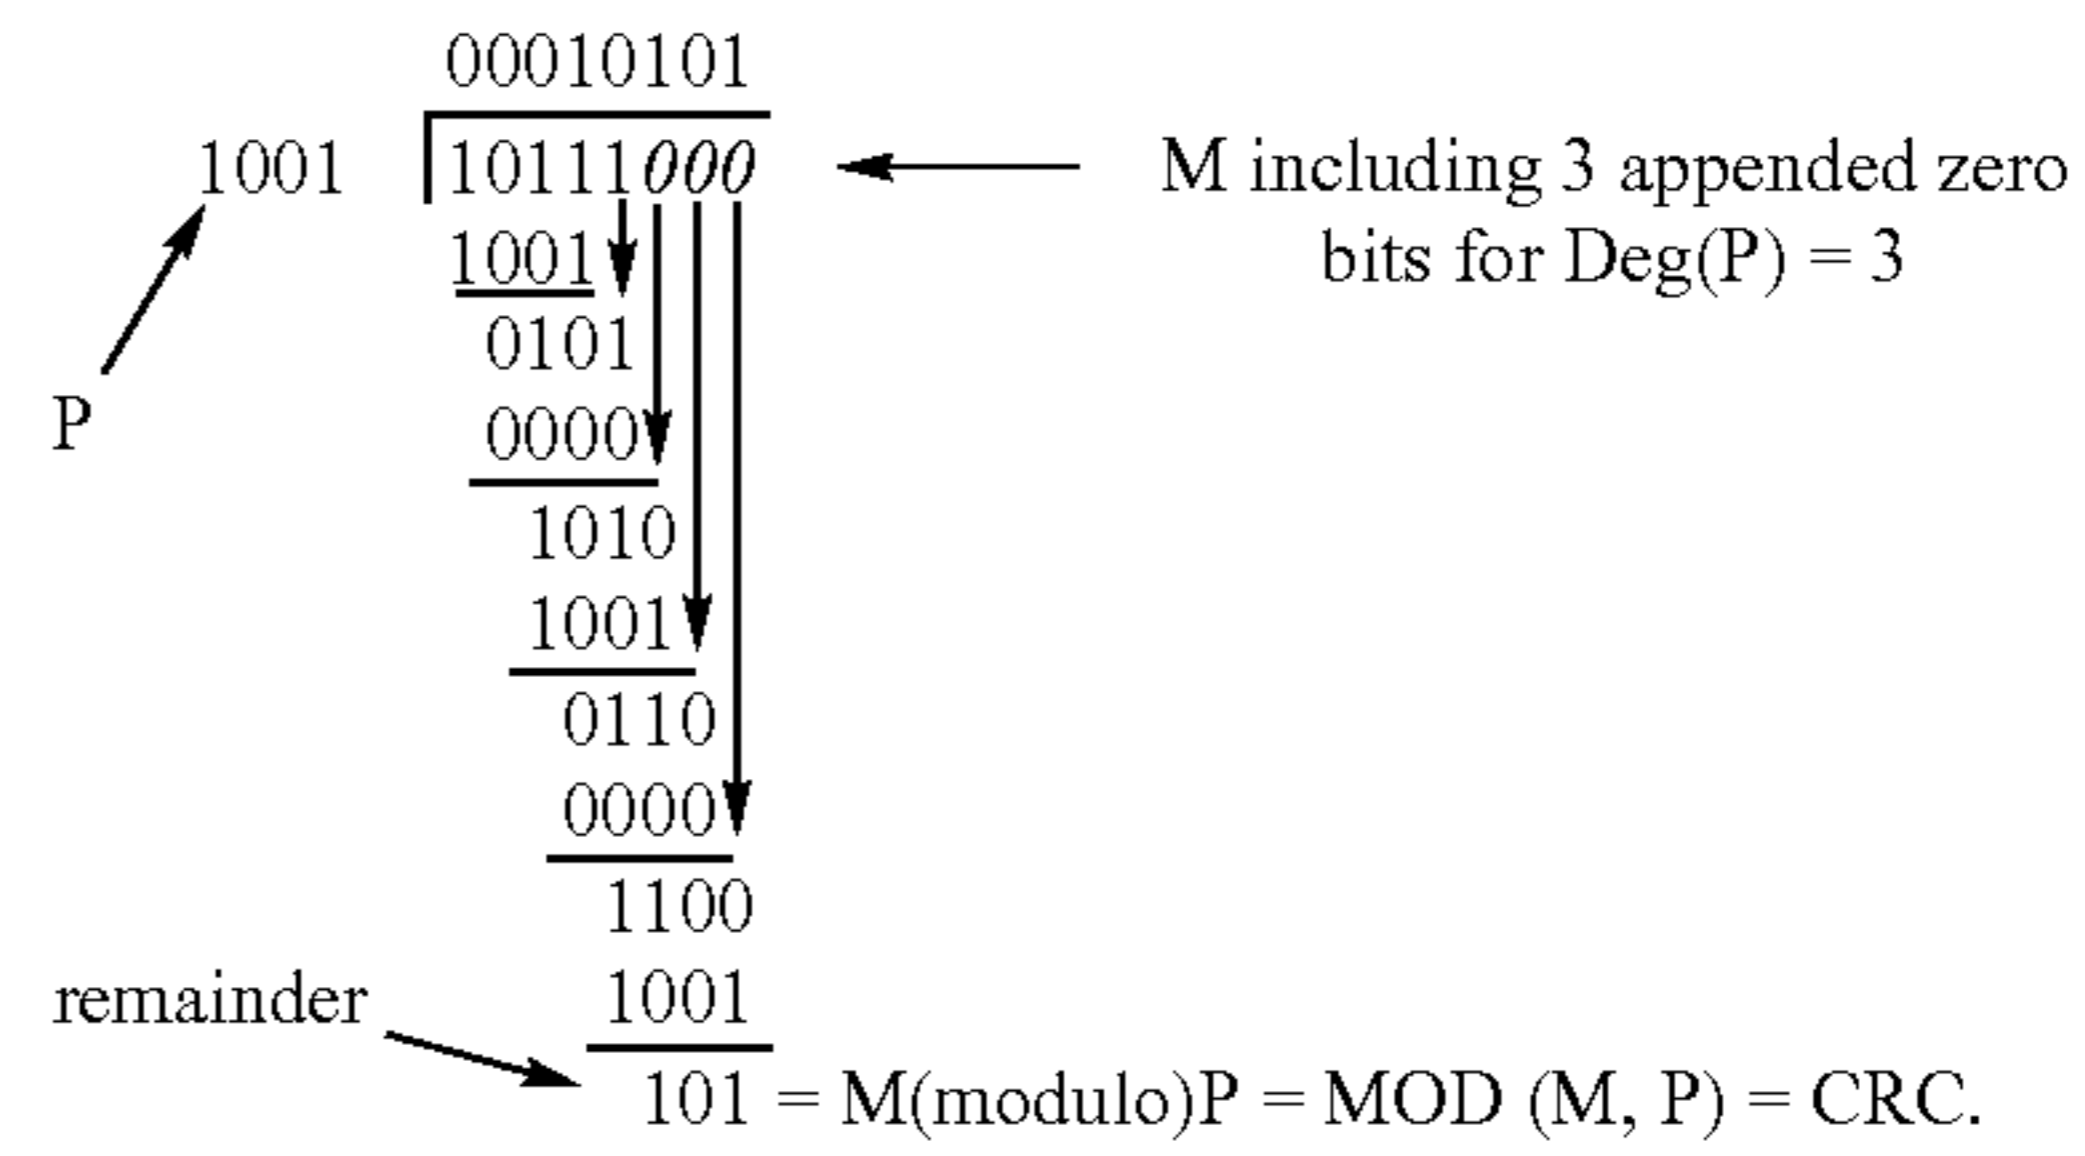 00010101
1001 10111000 M including 3 appended zero
1001 bits for Deg(P) = 3
0101
P 0000
1010
1001
0110
0000
1100
remainder 1001
101 = M(modulo)P = MOD (M, P) = CRC.